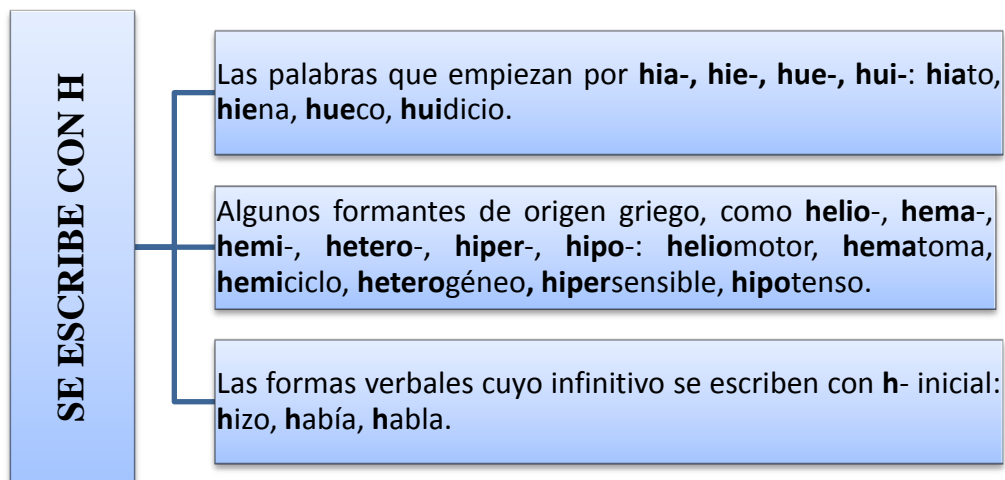 SE ESCRIBE CON H
Las palabras que empiezan por hia-, hie-, hue-, hui-: hiato,
hiena, hueco, huidicio.
Algunos formantes de origen griego, como helio-, hema-,
hemi-, hetero-, hiper-, hipo-: heliomotor, hematoma,
hemiciclo, heterogéneo, hipersensible, hipotenso.
Las formas verbales cuyo infinitivo se escriben con h- inicial:
hizo, había, habla.